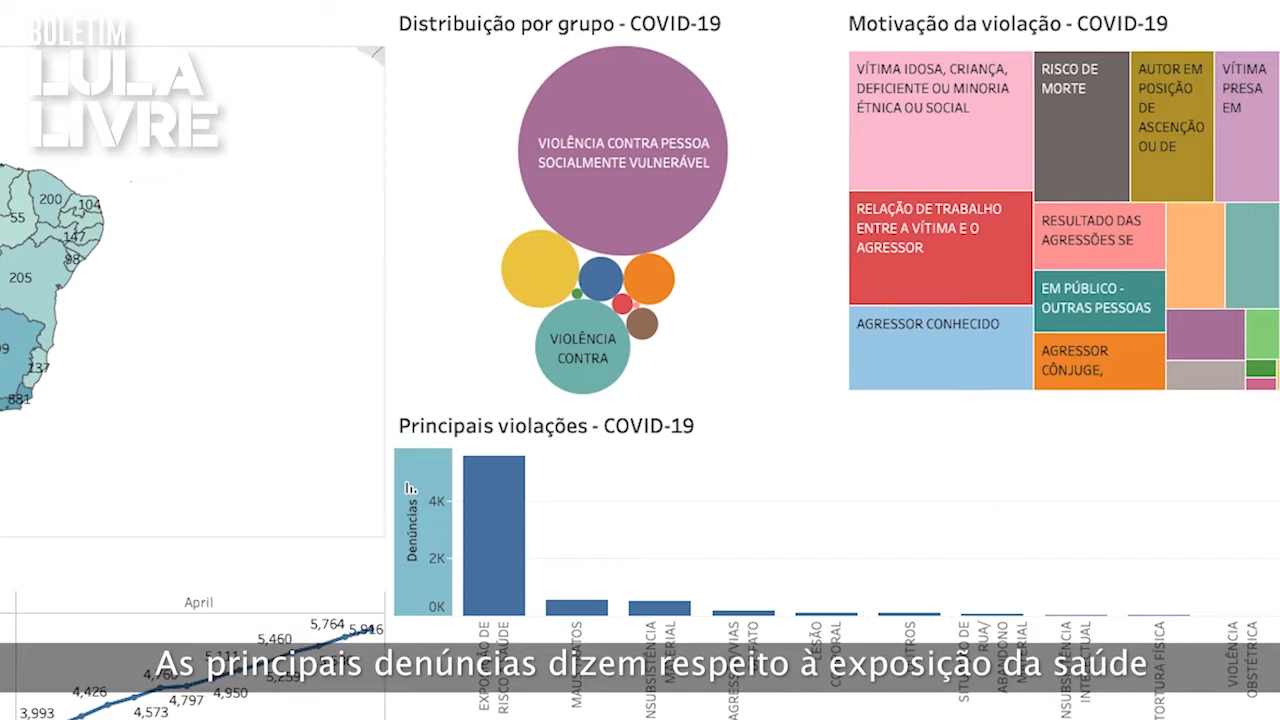 BOLETIM
LULA
LIVRE
Distribuição por grupo - COVID-19
VIOLÊNCIA CONTRA PESSOA
SOCIALMENTE VULNERÁVEL
VIOLÊNCIA
CONTRA
Motivação da violação - COVID-19
VÍTIMA IDOSA, CRIANÇA,
DEFICIENTE OU MINORIA
ÉTNICA OU SOCIAL
RISCO DE
MORTE
AUTOR EM
POSIÇÃO
DE
ASCENÇÃO
OU DE
VÍTIMA
PRESA
EM
RELAÇÃO DE TRABALHO
ENTRE A VÍTIMA E O
AGRESSOR
RESULTADO DAS
AGRESSÕES SE
EM PÚBLICO -
OUTRAS PESSOAS
AGRESSOR CONHECIDO
AGRESSOR
CÔNJUGE,
200
104
55
147
98
205
137
881
Principais violações - COVID-19
Denúncias
4K
2K
0K
April
3,993
4,426
4,573
4,797
4,950
5,460
5,764
5,916
As principais denúncias dizem respeito à exposição da saúde